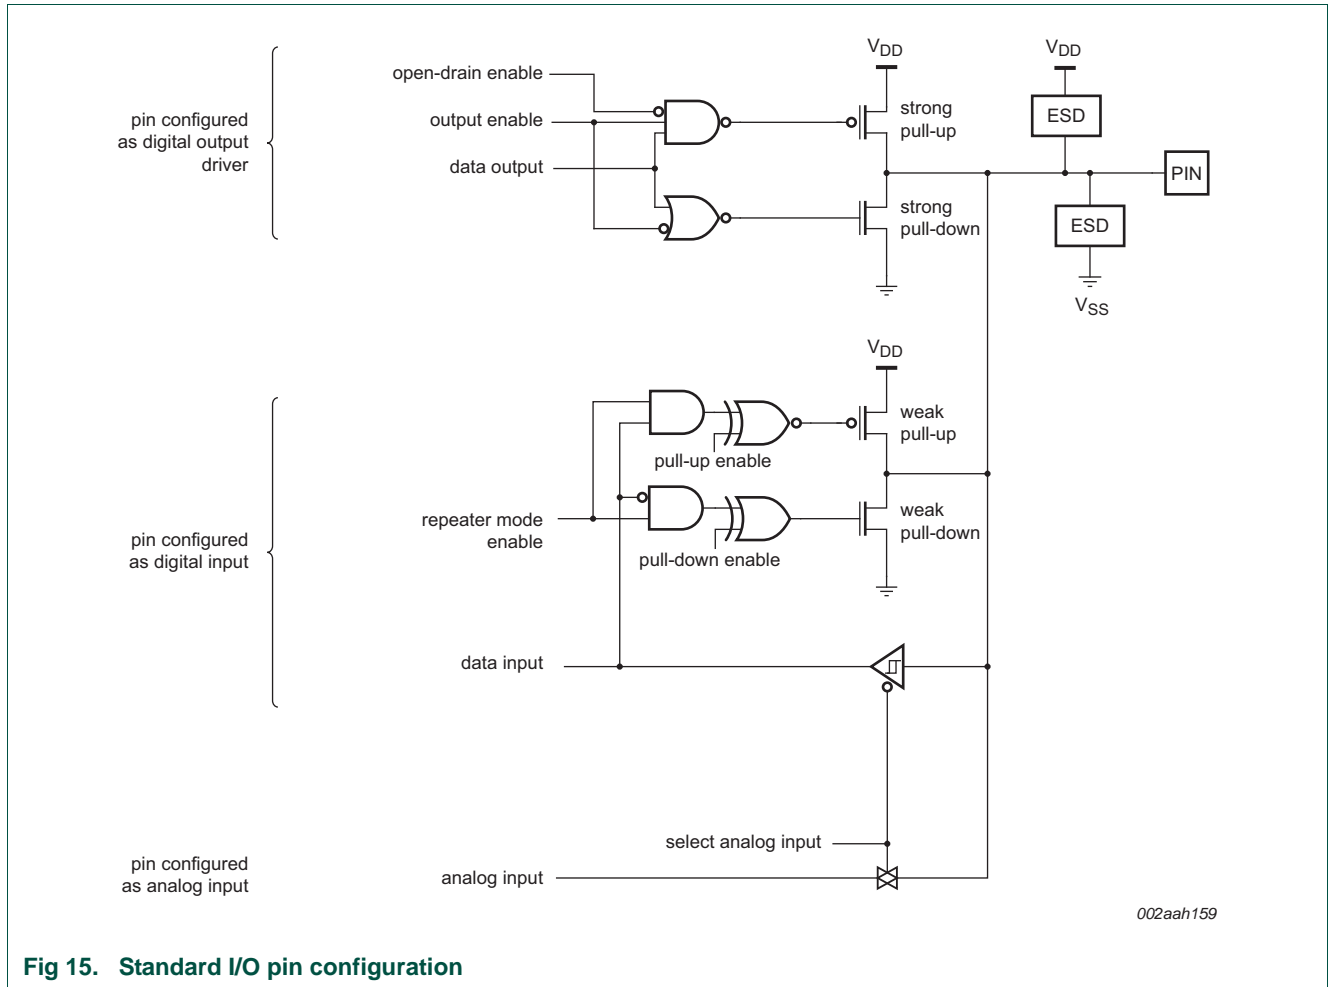 pin configured
as digital output
driver
open-drain enable
output enable
data output
VDD
strong
pull-up
strong
pull-down
VDD
ESD
PIN
ESD
VSS
pin configured
as digital input
VDD
weak
pull-up
pull-up enable
repeater mode
enable
weak
pull-down
pull-down enable
data input
select analog input
pin configured
as analog input
analog input
002aah159
Fig 15. Standard I/O pin configuration